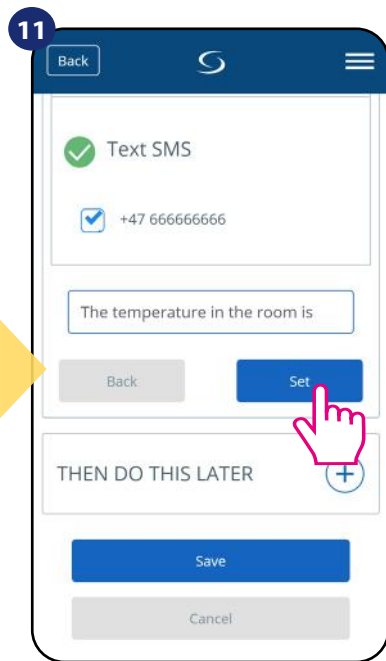 11
Back
Text SMS
+47 666666666
The temperature in the room is
Back Set
THEN DO THIS LATER
Save
Cancel